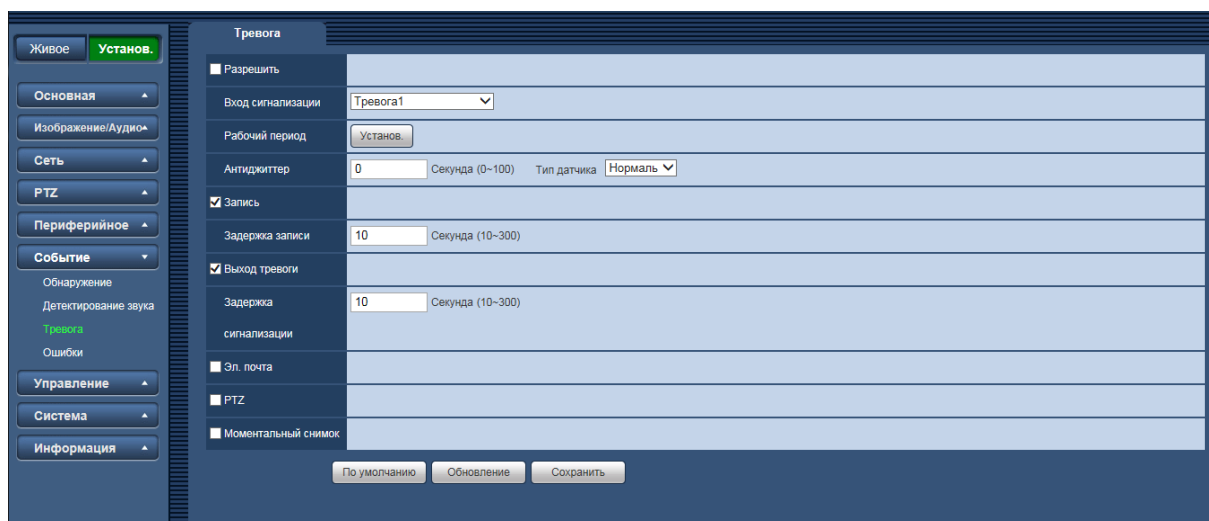 Живое
Установ.
Основная
Изображение/Аудио
Сеть
PTZ
Периферийное
Событие
Обнаружение
Детектирование звука
Тревога
Ошибки
Управление
Система
Информация
Тревога
Разрешить
Вход сигнализации Тревога1
Рабочий период Установ.
Антиджиттер 0 Секунда (0~100) Тип датчика Нормаль
Запись
Задержка записи 10 Секунда (10~300)
Выход тревоги
Задержка 10 Секунда (10~300)
сигнализации
Эл. почта
PTZ
Моментальный снимок
По умолчанию Обновление Сохранить